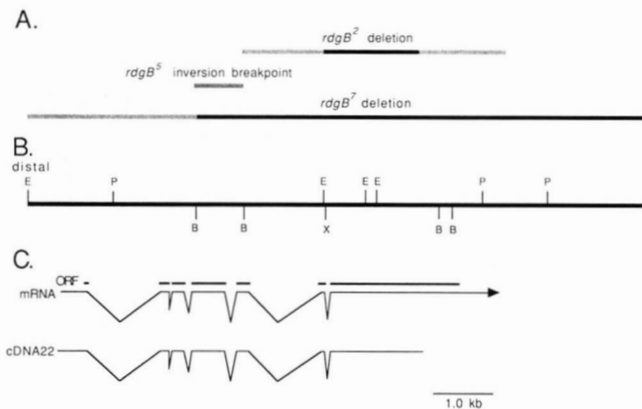 A.
rdgB2 deletion
rdgB5 inversion breakpoint
rdgB7 deletion
B.
distal
E P E E E P P
B B X B B
C.
ORF
mRNA
cDNA22
1.0 kb